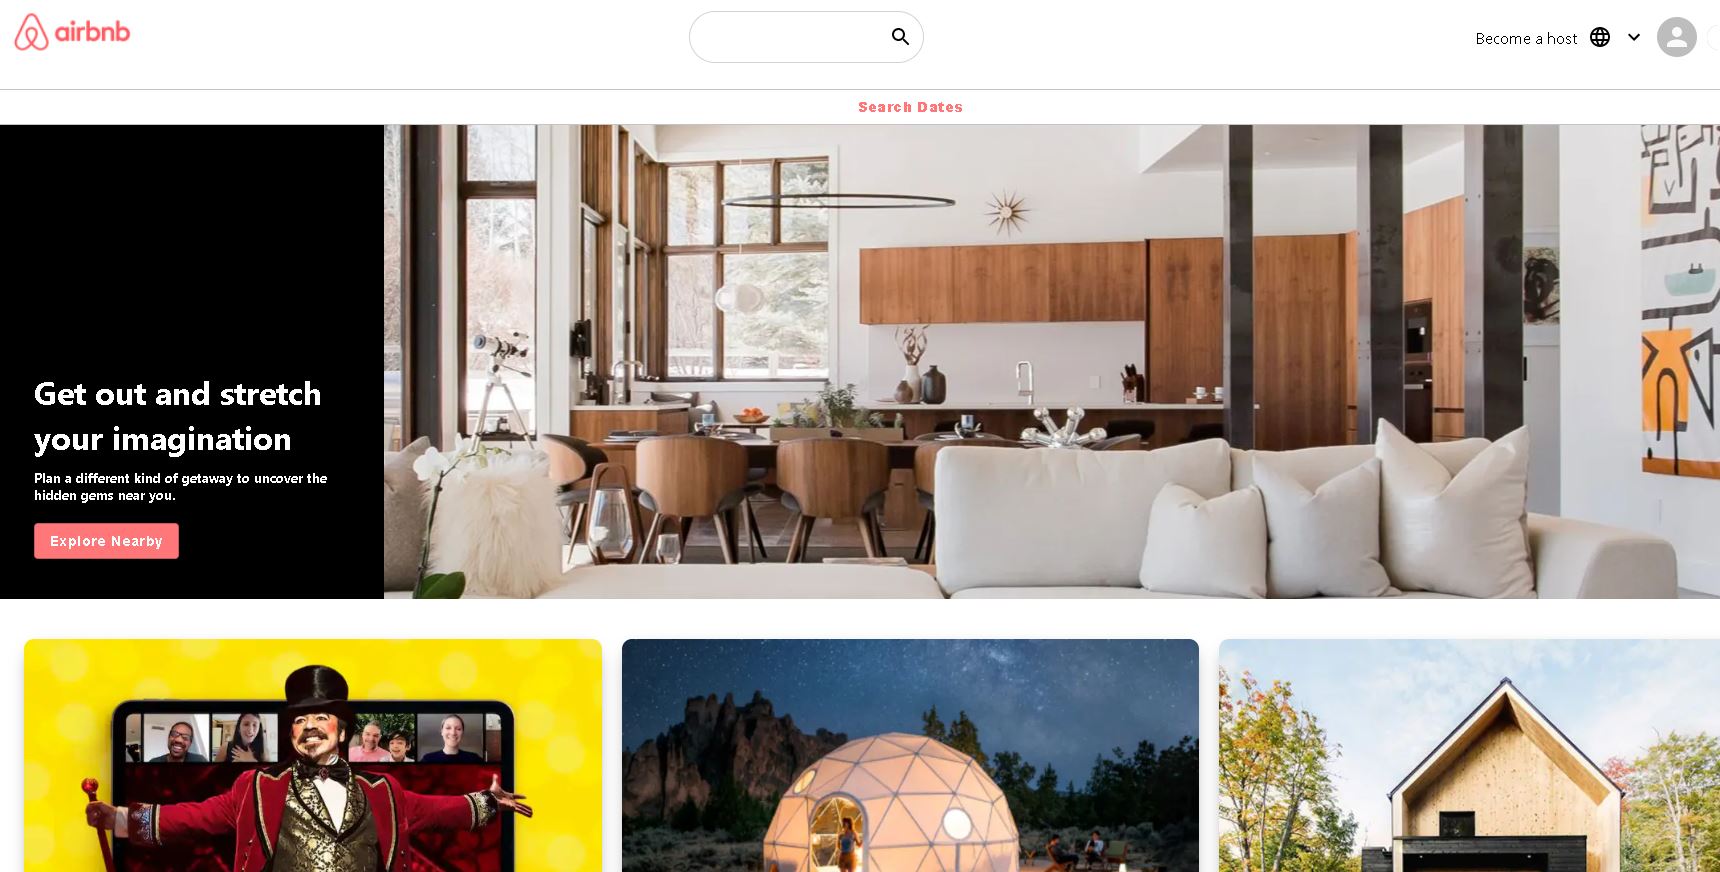 airbnb
Become a host
Search Dates
Get out and stretch
your imagination
Plan a different kind of getaway to uncover the
hidden gems near you.
Explore Nearby